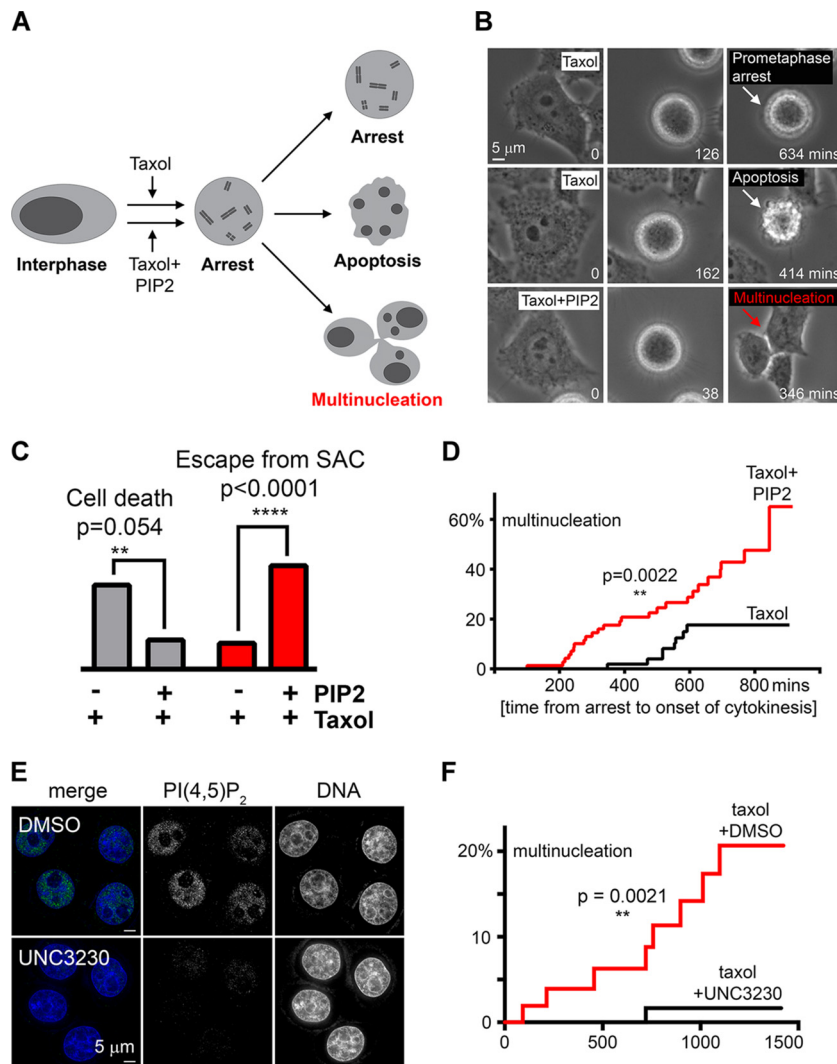 A
Taxol
Interphase
Taxol+
PIP2
Arrest
Arrest
Apoptosis
Multinucleation
B
Taxol
5 μm
0
126
Prometaphase
arrest
634 mins
Taxol
0
162
Apoptosis
414 mins
Taxol+PIP2
0
38
Multinucleation
346 mins
C
Cell death
p=0.054
**
Escape from SAC
p<0.0001
****
- + - + PIP2
+ + + + Taxol
D
Taxol+
PIP2
60% multinucleation
40
p=0.0022
**
20
Taxol
0
200 400 600 800 mins
[time from arrest to onset of cytokinesis]
E
merge PI(4,5)P₂ DNA
DMSO
UNC3230
5 μm
F
taxol
+DMSO
20% multinucleation
p = 0.0021
**
10
taxol
+UNC3230
0
0 500 1000 1500